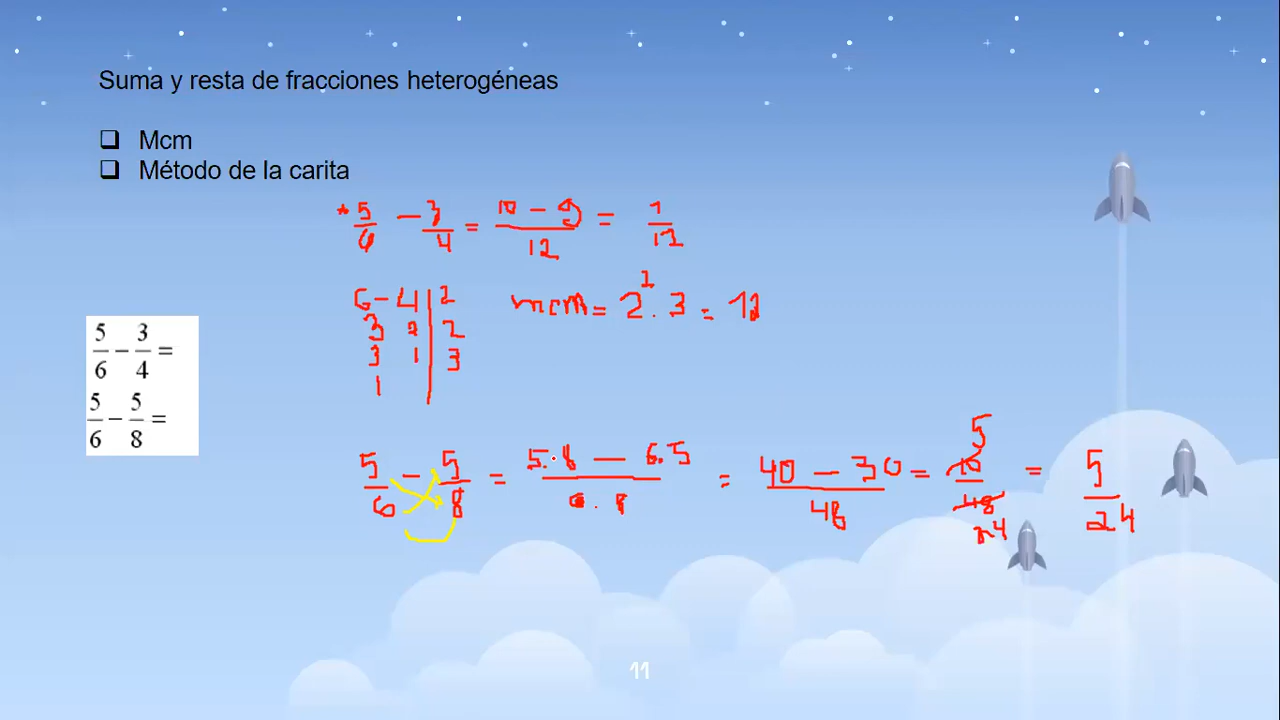 Suma y resta de fracciones heterogéneas
❑ Mcm
❑ Método de la carita
* 5/6 - 3/4 = (10 - 9)/12 = 1/12
6 - 4 | 2
3 2 | 2
3 1 | 3
1 |
mcm = 2². 3 = 12
5/6 - 3/4 =
5/6 - 5/8 =
5/6 - 5/8 = (5.8 - 6.5)/(6.8) = (40 - 30)/48 = 10/48 = 5/24
5
24
11